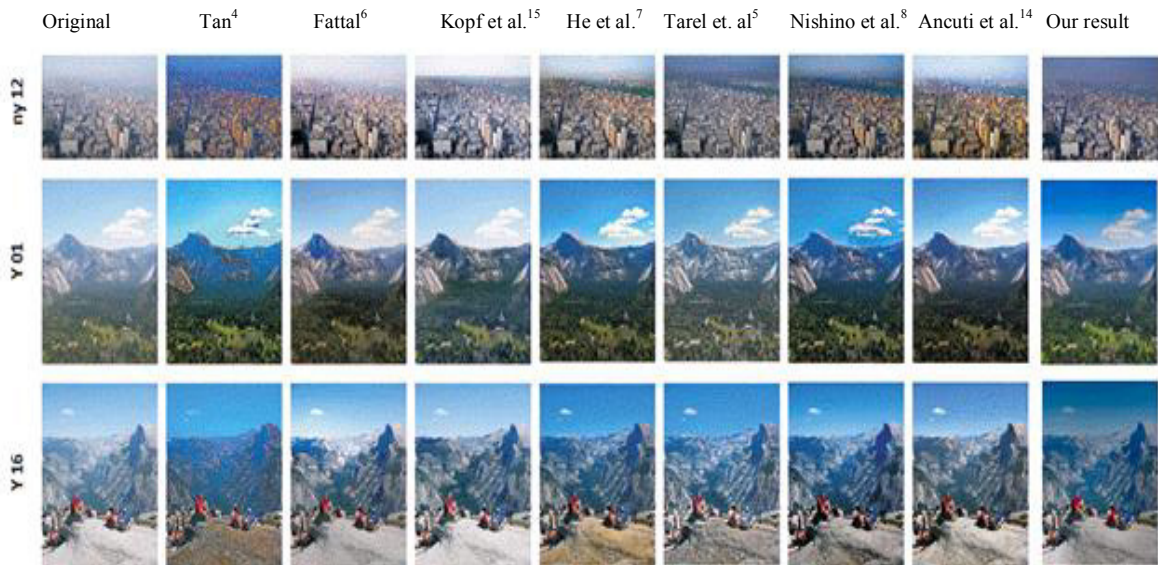 Original Tan4 Fattal6 Kopf et al.15 He et al.7 Tarel et. al5 Nishino et al.8 Ancuti et al.14 Our result
ny 12
Y 01
Y 16